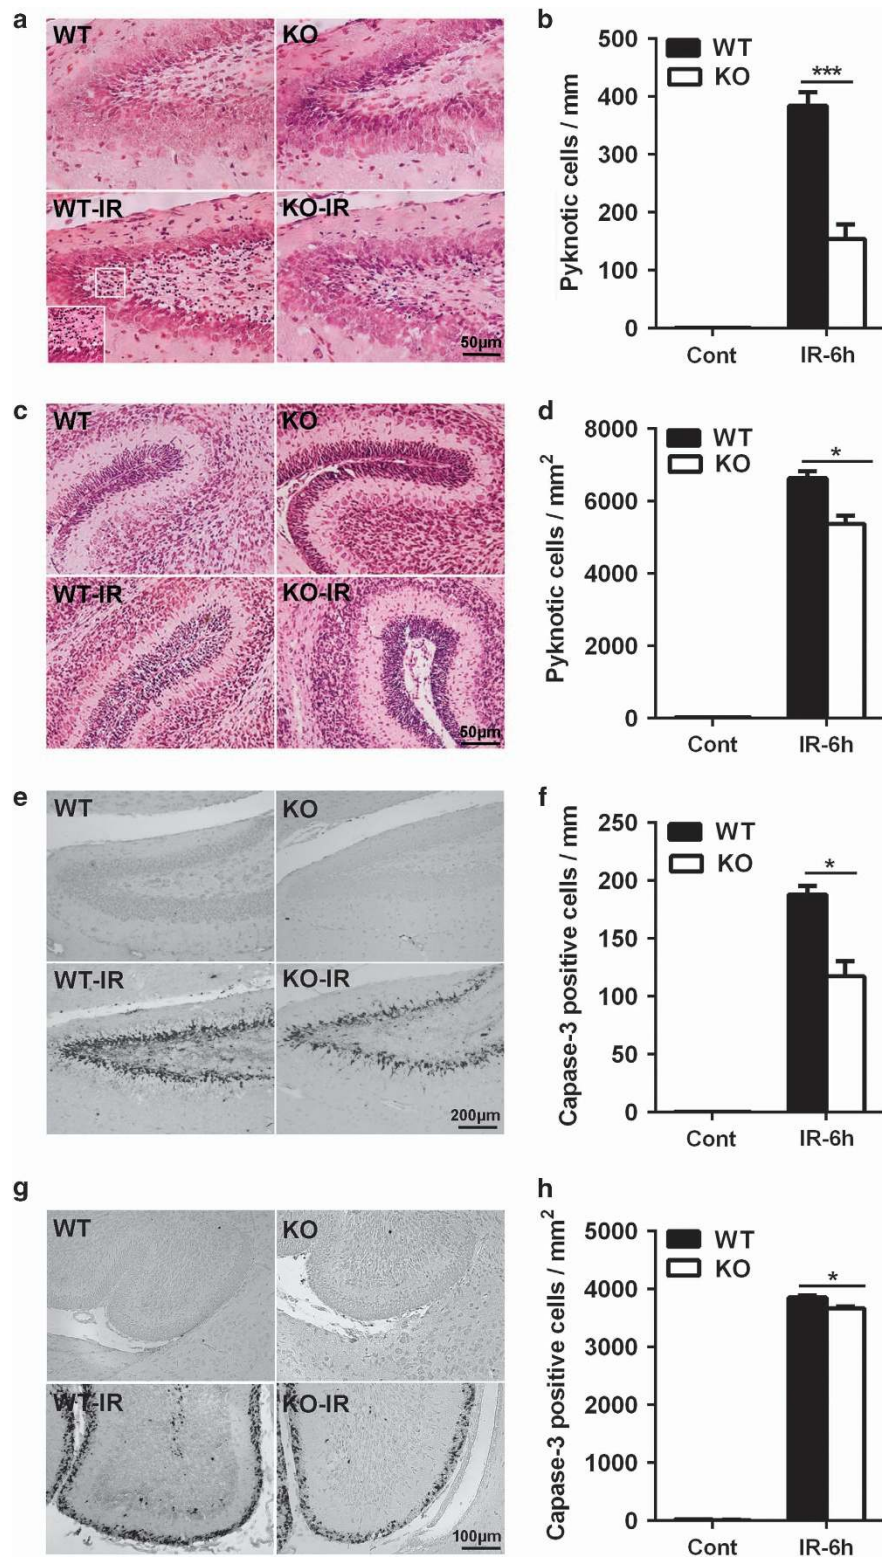 a
WT
KO
WT-IR
KO-IR
50µm
b
Pyknotic cells / mm
500
400
300
200
100
0
WT
KO
***
Cont
IR-6h
c
WT
KO
WT-IR
KO-IR
50µm
d
Pyknotic cells / mm²
8000
6000
4000
2000
0
WT
KO
*
Cont
IR-6h
e
WT
KO
WT-IR
KO-IR
200µm
f
Capase-3 positive cells / mm
250
200
150
100
50
0
WT
KO
*
Cont
IR-6h
g
WT
KO
WT-IR
KO-IR
100µm
h
Capase-3 positive cells / mm²
5000
4000
3000
2000
1000
0
WT
KO
*
Cont
IR-6h